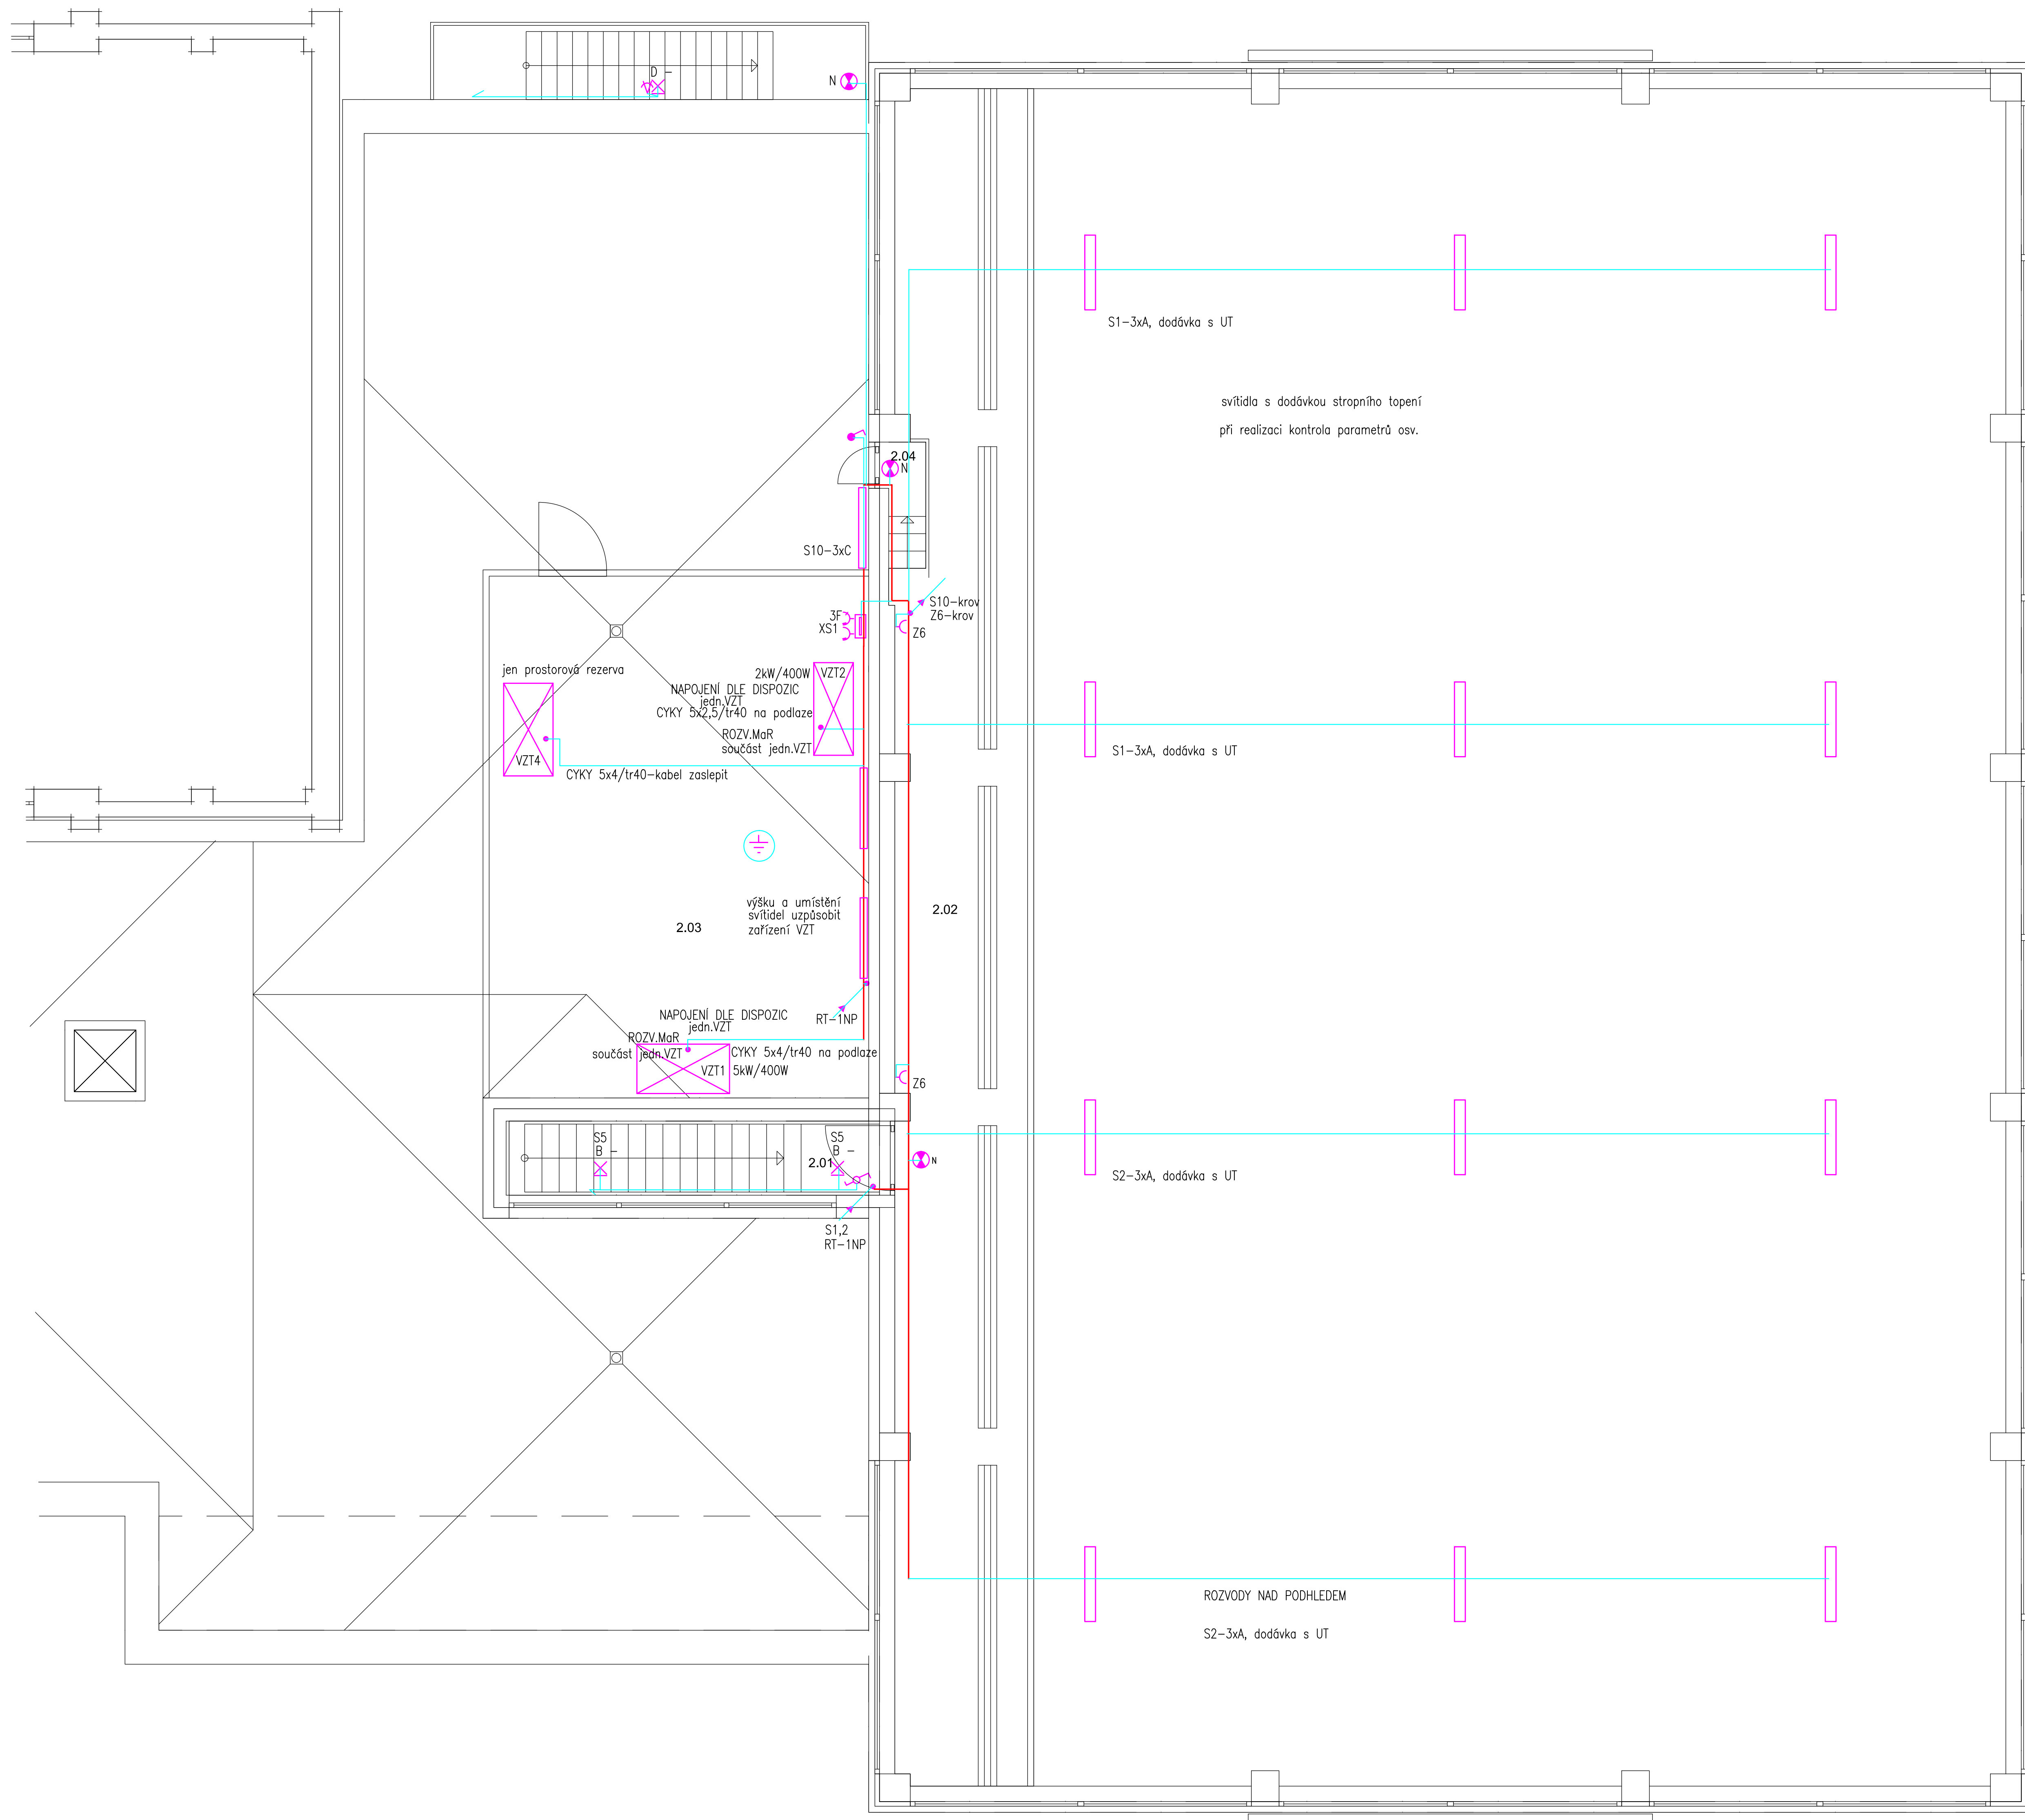 D -
N
S1-3xA, dodávka s UT
svítidla s dodávkou stropního topení
při realizaci kontrola parametrů osv.
2.04
N
S10-3xC
S10-krov
Z6-krov
3F
XS1
Z6
jen prostorová rezerva
2kW/400W
VZT2
NAPOJENÍ DLE DISPOZIC
jedn.VZT
CYKY 5x2,5/tr40 na podlaze
ROZV.MaR
součást jedn.VZT
VZT4
CYKY 5x4/tr40-kabel zaslepit
S1-3xA, dodávka s UT
výšku a umístění
svítidel uzpůsobit
zařízení VZT
2.03
2.02
NAPOJENÍ DLE DISPOZIC
jedn.VZT
RT-1NP
ROZV.MaR
součást jedn.VZT
CYKY 5x4/tr40 na podlaze
VZT1 5kW/400W
Z6
S5
B -
S5
B -
2.01
N
S2-3xA, dodávka s UT
S1,2
RT-1NP
ROZVODY NAD PODHLEDEM
S2-3xA, dodávka s UT